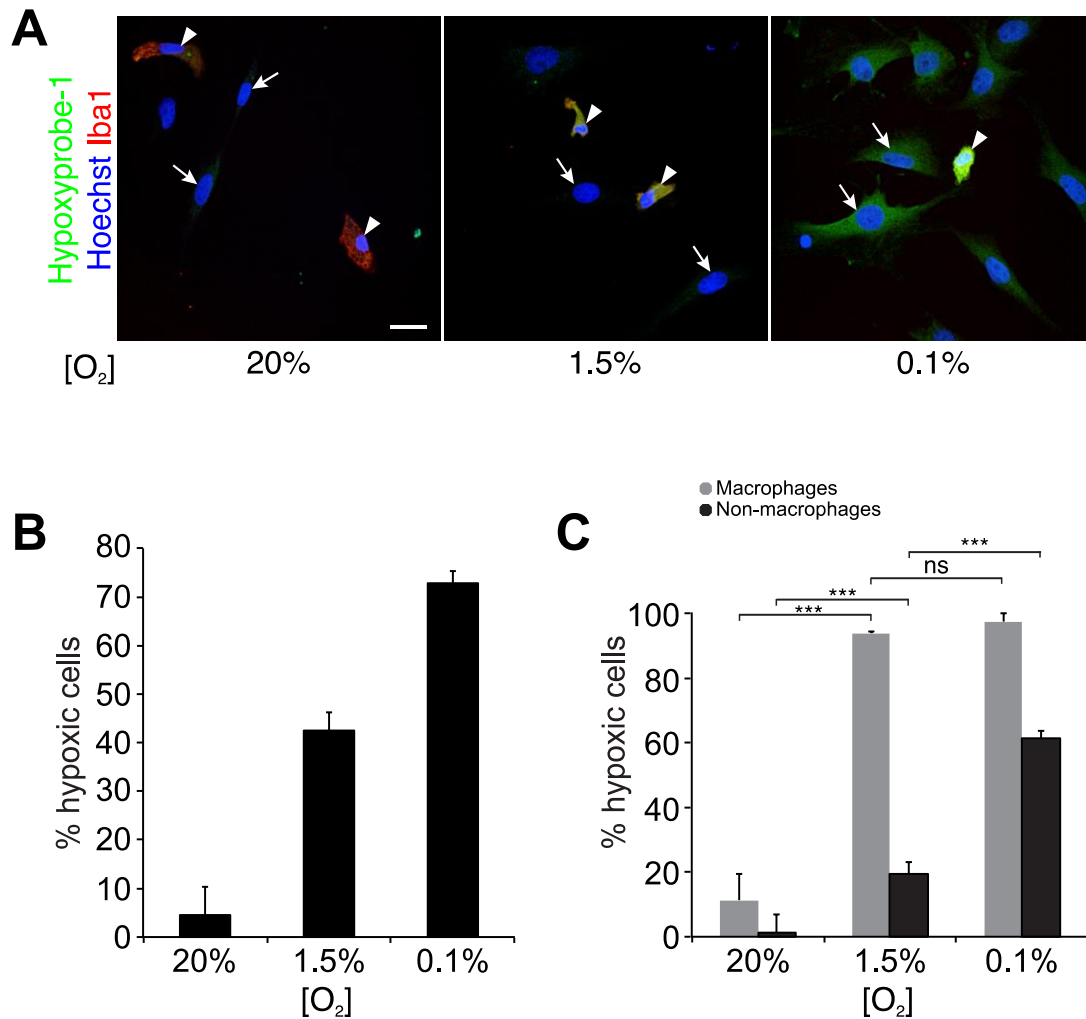 A
Hypoxyprobe-1
Hoechst Iba1
[O₂]
20%
1.5%
0.1%
B
% hypoxic cells
80
70
60
50
40
30
20
10
0
20%
1.5%
0.1%
[O₂]
C
Macrophages
Non-macrophages
***
ns
***
***
% hypoxic cells
100
80
60
40
20
0
20%
1.5%
0.1%
[O₂]